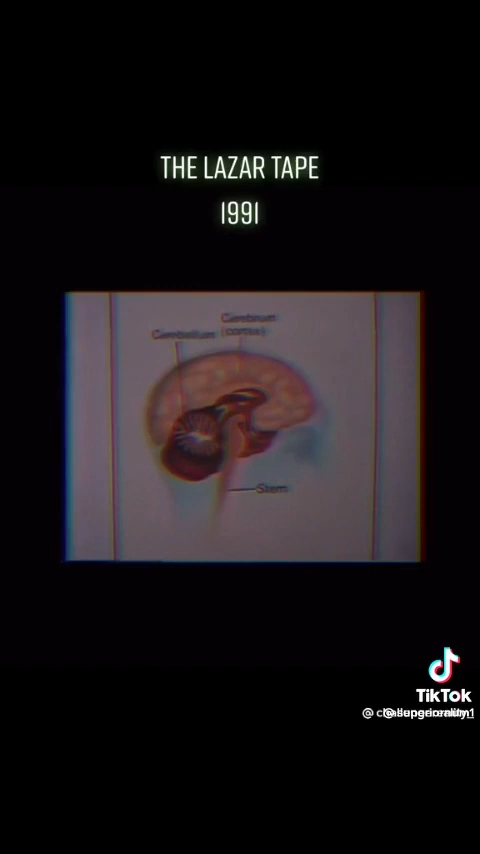 THE LAZAR TAPE
1991
Cerebrum
Cerebellum (cortex)
Stem
TikTok